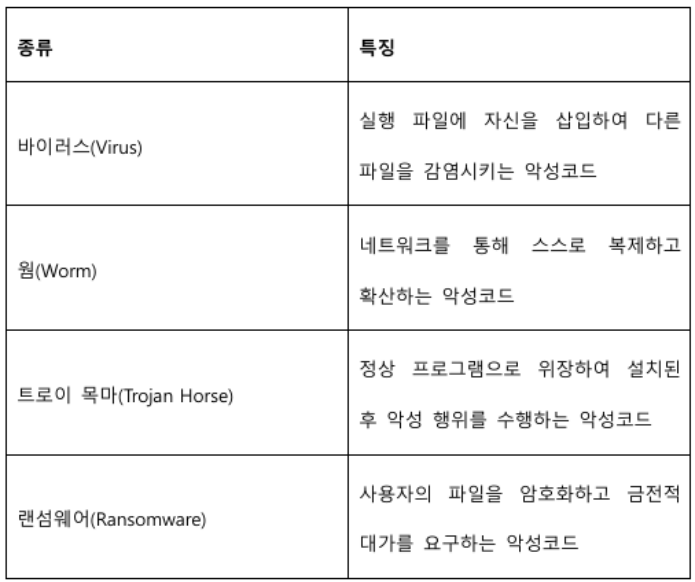 종류
특징
바이러스(Virus)
실행 파일에 자신을 삽입하여 다른
파일을 감염시키는 악성코드
웜(Worm)
네트워크를 통해 스스로 복제하고
확산하는 악성코드
트로이 목마(Trojan Horse)
정상 프로그램으로 위장하여 설치된
후 악성 행위를 수행하는 악성코드
랜섬웨어(Ransomware)
사용자의 파일을 암호화하고 금전적
대가를 요구하는 악성코드